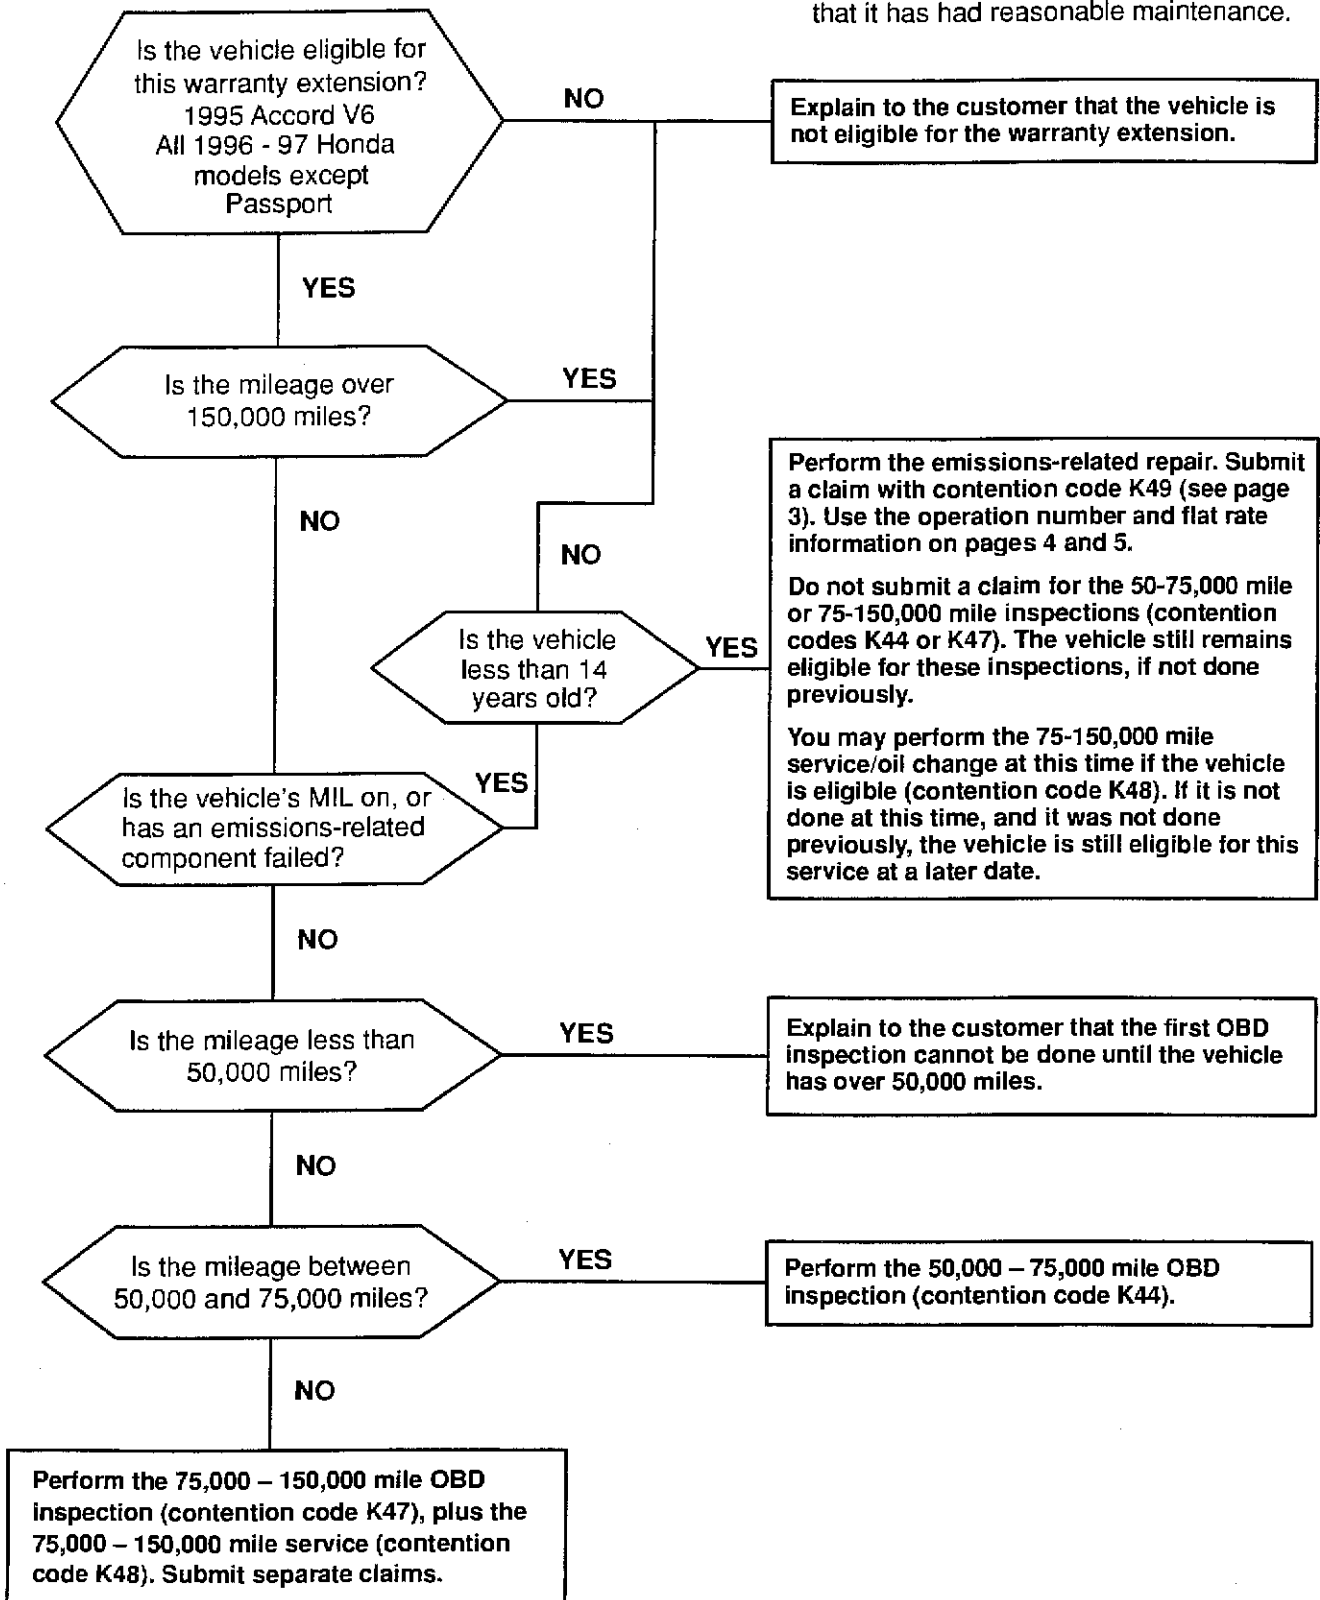 that it has had reasonable maintenance.
Is the vehicle eligible for
this warranty extension?
1995 Accord V6
All 1996 - 97 Honda
models except
Passport
NO
Explain to the customer that the vehicle is
not eligible for the warranty extension.
YES
Is the mileage over
150,000 miles?
YES
NO
NO
Is the vehicle
less than 14
years old?
YES
Perform the emissions-related repair. Submit
a claim with contention code K49 (see page
3). Use the operation number and flat rate
information on pages 4 and 5.
Do not submit a claim for the 50-75,000 mile
or 75-150,000 mile inspections (contention
codes K44 or K47). The vehicle still remains
eligible for these inspections, if not done
previously.
You may perform the 75-150,000 mile
service/oil change at this time if the vehicle
is eligible (contention code K48). If it is not
done at this time, and it was not done
previously, the vehicle is still eligible for this
service at a later date.
YES
Is the vehicle's MIL on, or
has an emissions-related
component failed?
NO
Is the mileage less than
50,000 miles?
YES
Explain to the customer that the first OBD
inspection cannot be done until the vehicle
has over 50,000 miles.
NO
Is the mileage between
50,000 and 75,000 miles?
YES
Perform the 50,000 – 75,000 mile OBD
inspection (contention code K44).
NO
Perform the 75,000 – 150,000 mile OBD
inspection (contention code K47), plus the
75,000 – 150,000 mile service (contention
code K48). Submit separate claims.